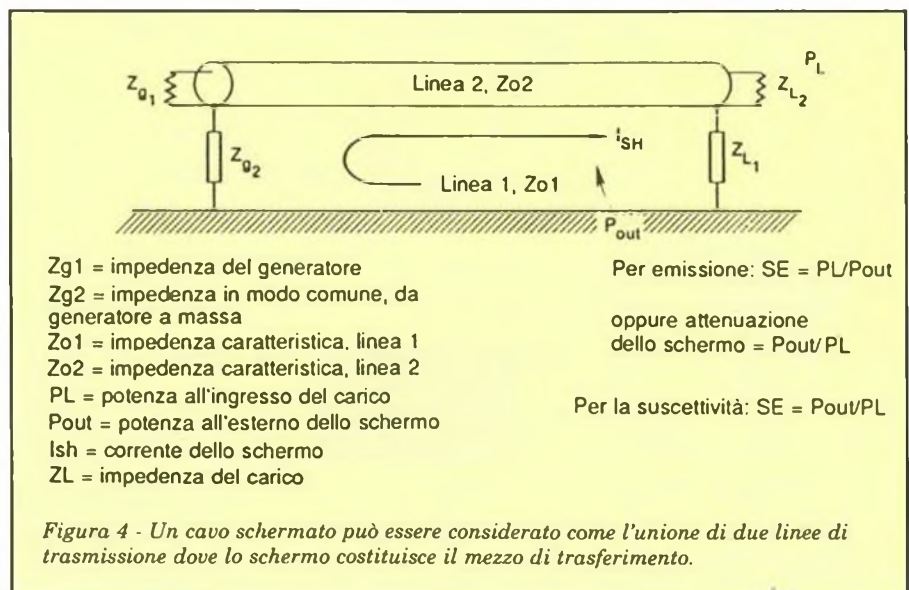 Zg1
Linea 2, Zo2
PL
ZL2
Zg2
iSH
ZL1
Linea 1, Zo1
Pout
Zg1 = impedenza del generatore
Zg2 = impedenza in modo comune, da
generatore a massa
Zo1 = impedenza caratteristica, linea 1
Zo2 = impedenza caratteristica, linea 2
PL = potenza all'ingresso del carico
Pout = potenza all'esterno dello schermo
Ish = corrente dello schermo
ZL = impedenza del carico
Per emissione: SE = PL/Pout
oppure attenuazione
dello schermo = Pout/PL
Per la suscettività: SE = Pout/PL
Figura 4 - Un cavo schermato può essere considerato come l'unione di due linee di
trasmissione dove lo schermo costituisce il mezzo di trasferimento.